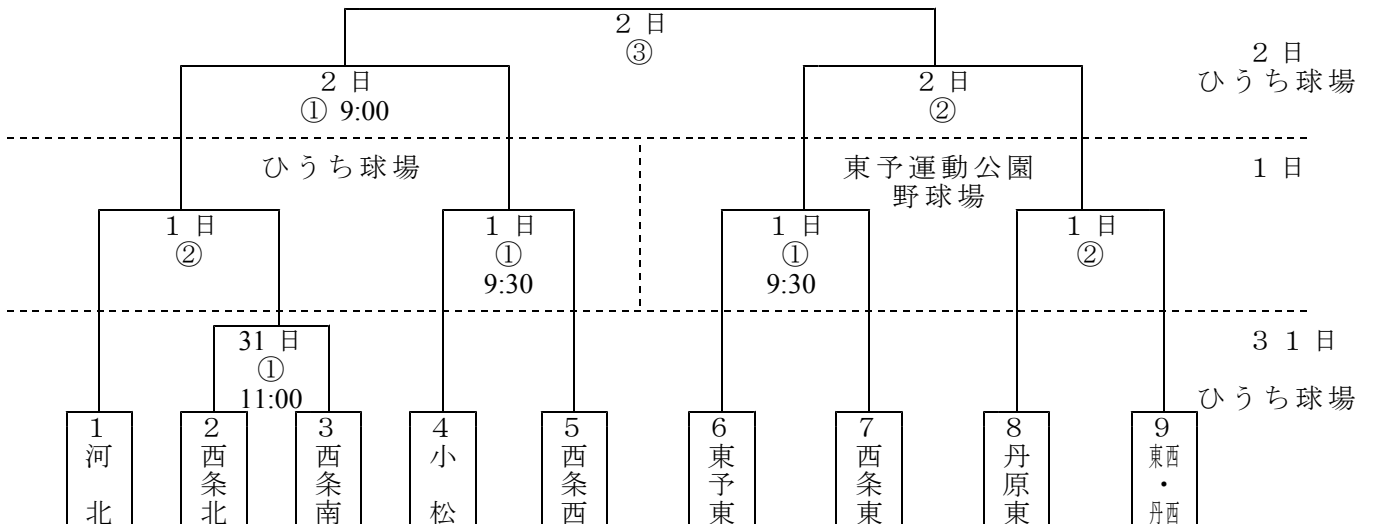 ２日
③
２日
ひうち球場
２日
① 9:00
２日
②
ひうち球場
東予運動公園
野球場
１日
１日
②
１日
①
9:30
１日
①
9:30
１日
②
31 日
①
11:00
３１日
ひうち球場
1
河北
2
西条北
3
西条南
4
小松
5
西条西
6
東予東
7
西条東
8
丹原東
9
東西・丹西